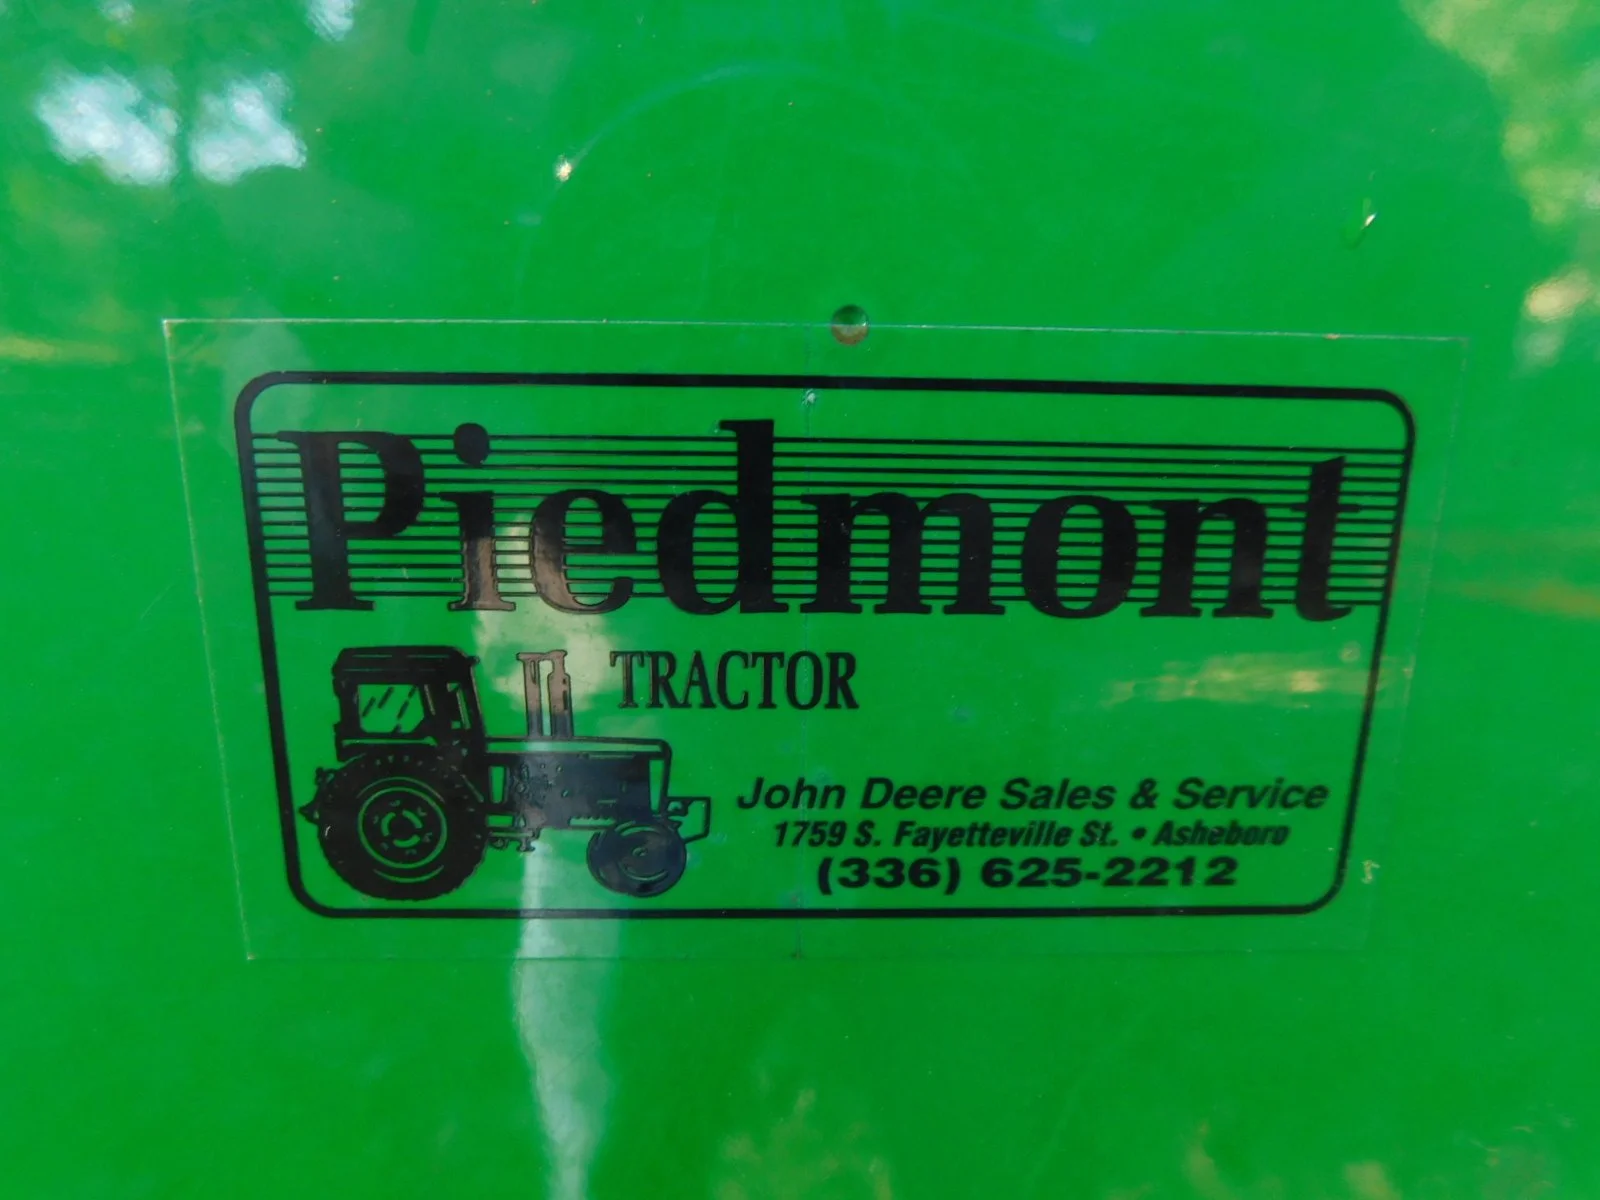 Piedmont
TRACTOR
John Deere Sales & Service
1759 S. Fayetteville St. • Asheboro
(336) 625-2212